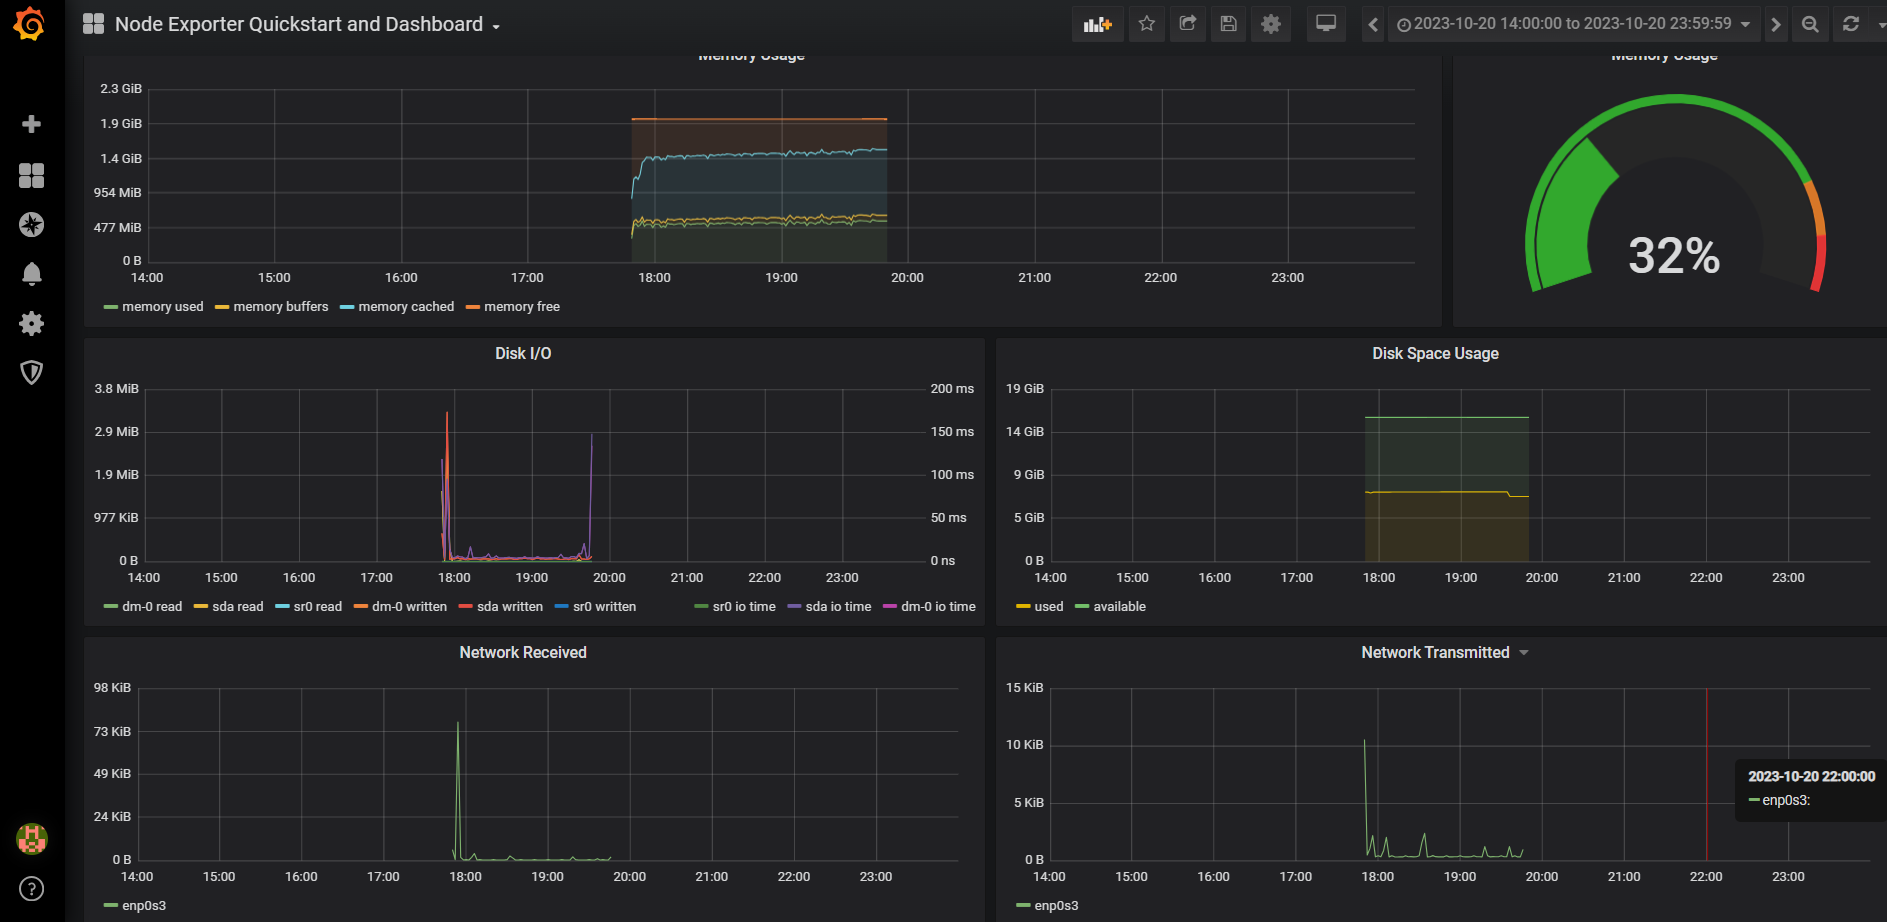 Node Exporter Quickstart and Dashboard
2023-10-20 14:00:00 to 2023-10-20 23:59:59
Memory Usage
2.3 GiB
1.9 GiB
1.4 GiB
954 MiB
477 MiB
0 B
14:00 15:00 16:00 17:00 18:00 19:00 20:00 21:00 22:00 23:00
memory used memory buffers memory cached memory free
Memory Usage
32%
Disk I/O
3.8 MiB
2.9 MiB
1.9 MiB
977 KiB
0 B
200 ms
150 ms
100 ms
50 ms
0 ns
14:00 15:00 16:00 17:00 18:00 19:00 20:00 21:00 22:00 23:00
dm-0 read sda read sr0 read dm-0 written sda written sr0 written sr0 io time sda io time dm-0 io time
Disk Space Usage
19 GiB
14 GiB
9 GiB
5 GiB
0 B
14:00 15:00 16:00 17:00 18:00 19:00 20:00 21:00 22:00 23:00
used available
Network Received
98 KiB
73 KiB
49 KiB
24 KiB
0 B
14:00 15:00 16:00 17:00 18:00 19:00 20:00 21:00 22:00 23:00
enp0s3
Network Transmitted
15 KiB
10 KiB
5 KiB
0 B
14:00 15:00 16:00 17:00 18:00 19:00 20:00 21:00 22:00 23:00
enp0s3
2023-10-20 22:00:00
enp0s3: